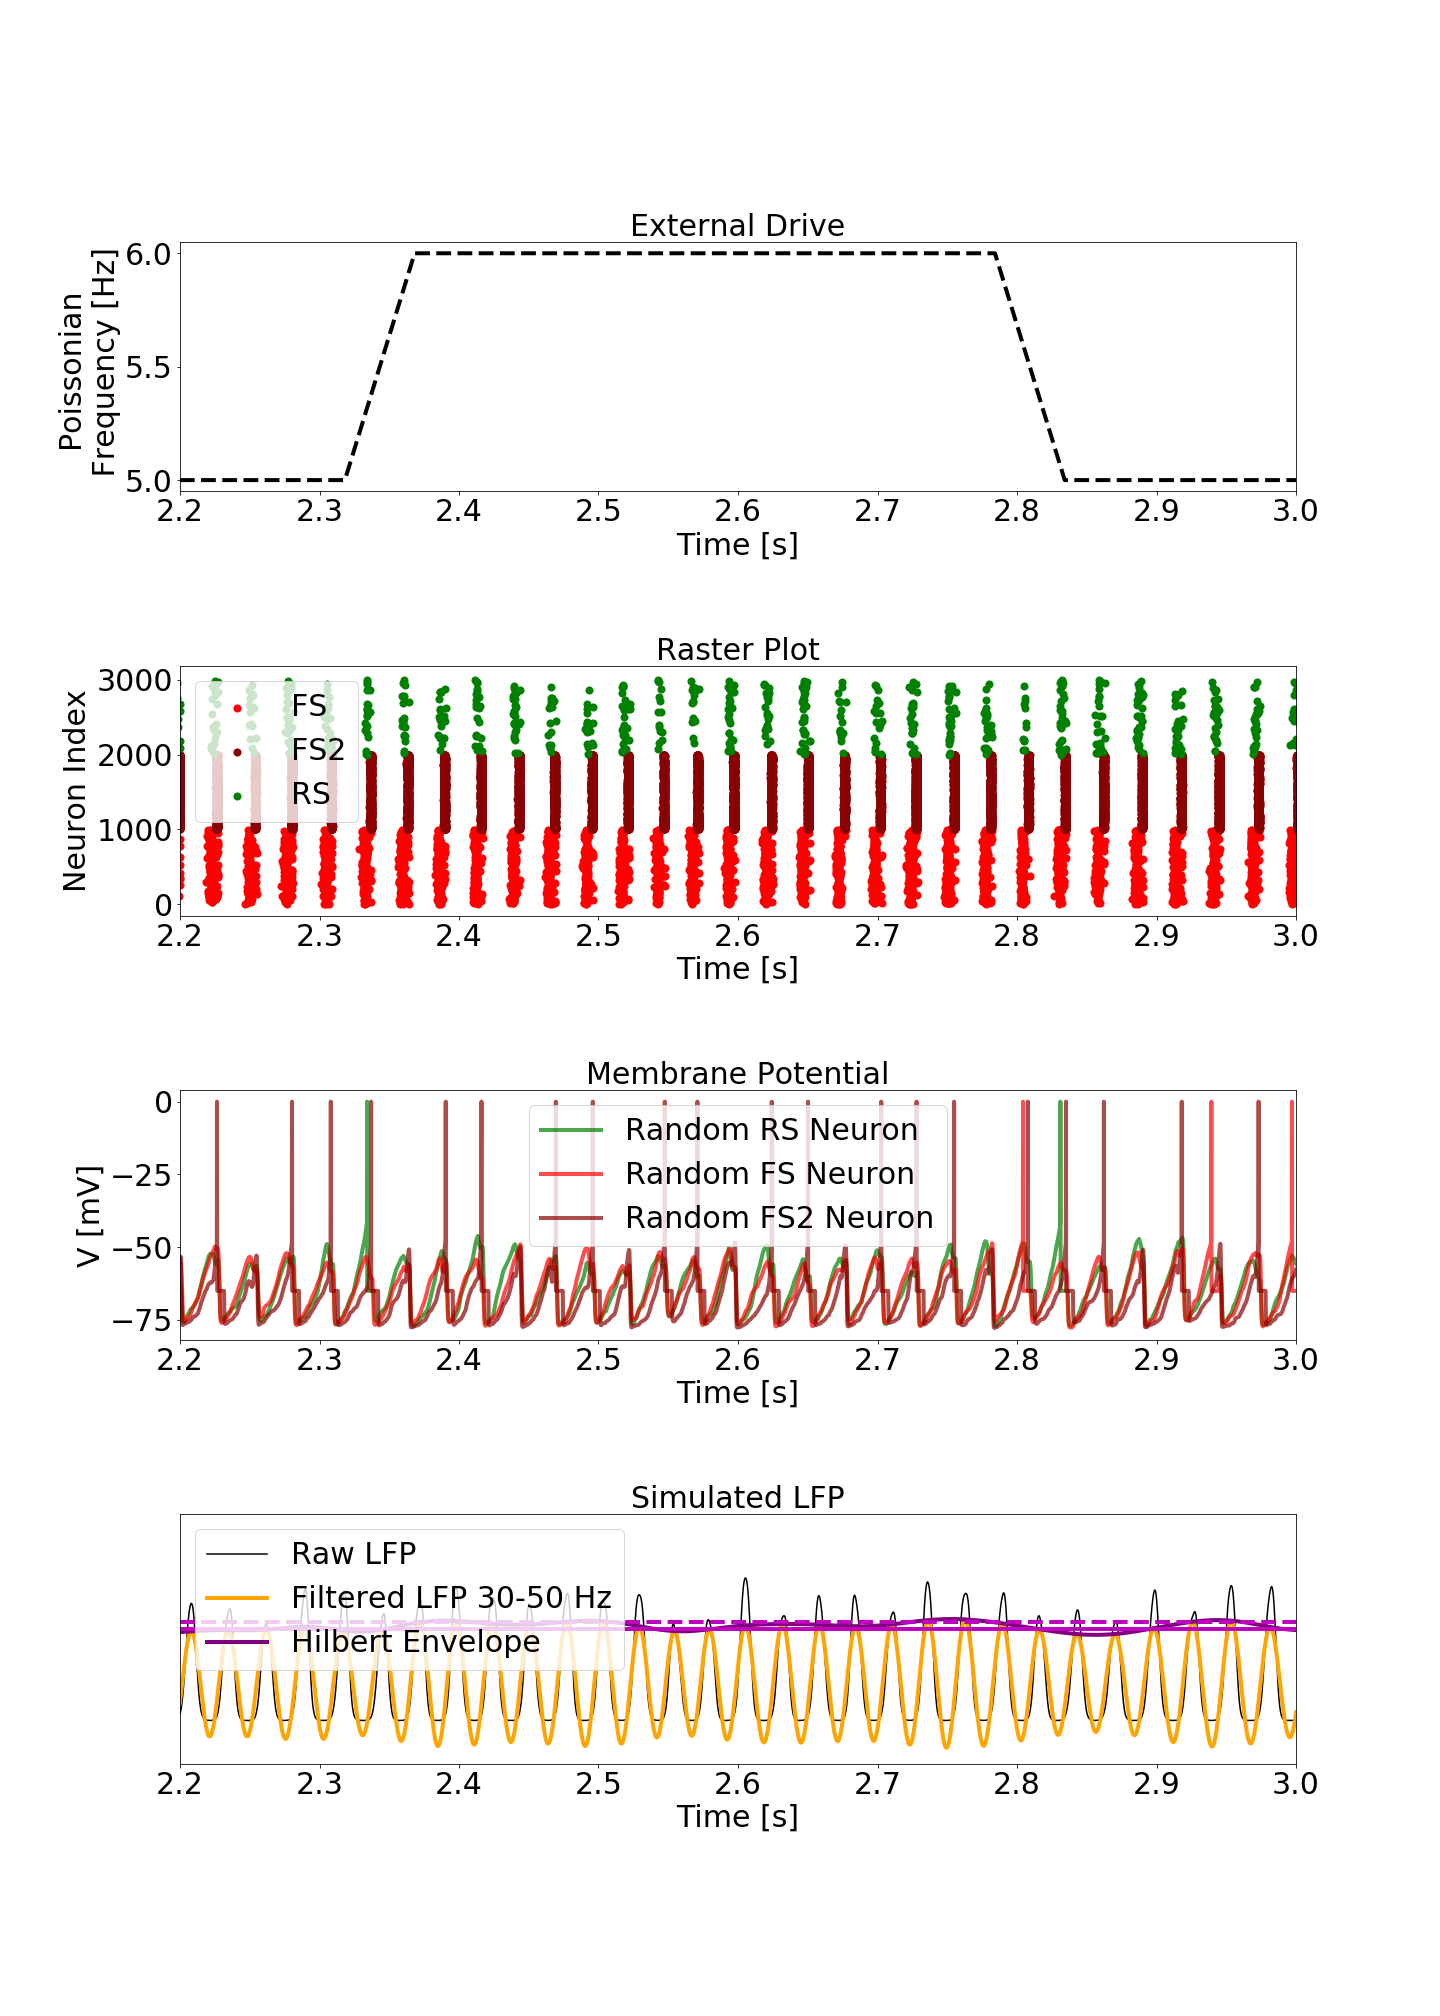 External Drive
Poissonian
Frequency [Hz]
6.0
5.5
5.0
2.2 2.3 2.4 2.5 2.6 2.7 2.8 2.9 3.0
Time [s]
Raster Plot
Neuron Index
3000
2000
1000
0
FS
FS2
RS
2.2 2.3 2.4 2.5 2.6 2.7 2.8 2.9 3.0
Time [s]
Membrane Potential
V [mV]
0
−25
−50
−75
Random RS Neuron
Random FS Neuron
Random FS2 Neuron
2.2 2.3 2.4 2.5 2.6 2.7 2.8 2.9 3.0
Time [s]
Simulated LFP
Raw LFP
Filtered LFP 30-50 Hz
Hilbert Envelope
2.2 2.3 2.4 2.5 2.6 2.7 2.8 2.9 3.0
Time [s]